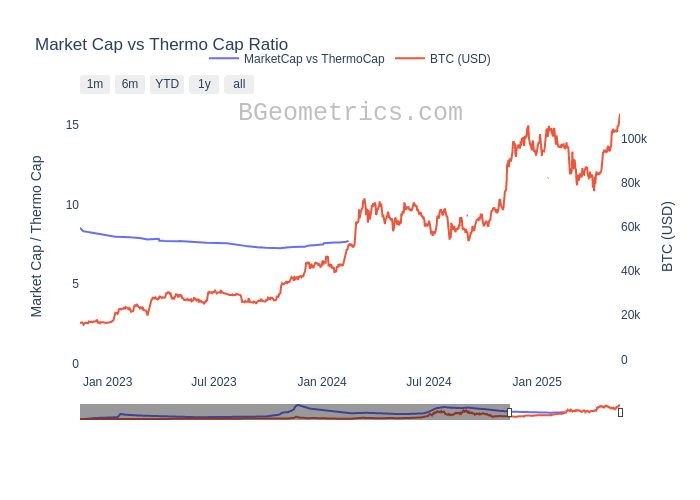 Market Cap vs Thermo Cap Ratio
MarketCap vs ThermoCap
BTC (USD)
1m 6m YTD 1y all
BGeometrics.com
15
10
5
0
Market Cap / Thermo Cap
100k
80k
60k
40k
20k
0
BTC (USD)
Jan 2023 Jul 2023 Jan 2024 Jul 2024 Jan 2025